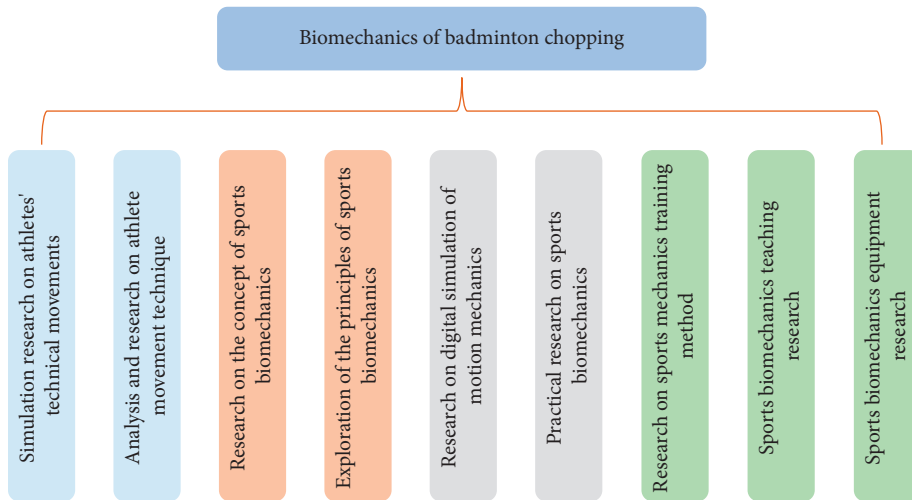 Biomechanics of badminton chopping
Simulation research on athletes'
technical movements
Analysis and research on athlete
movement technique
Research on the concept of sports
biomechanics
Exploration of the principles of sports
biomechanics
Research on digital simulation of
motion mechanics
Practical research on sports
biomechanics
Research on sports mechanics training
method
Sports biomechanics teaching
research
Sports biomechanics equipment
research